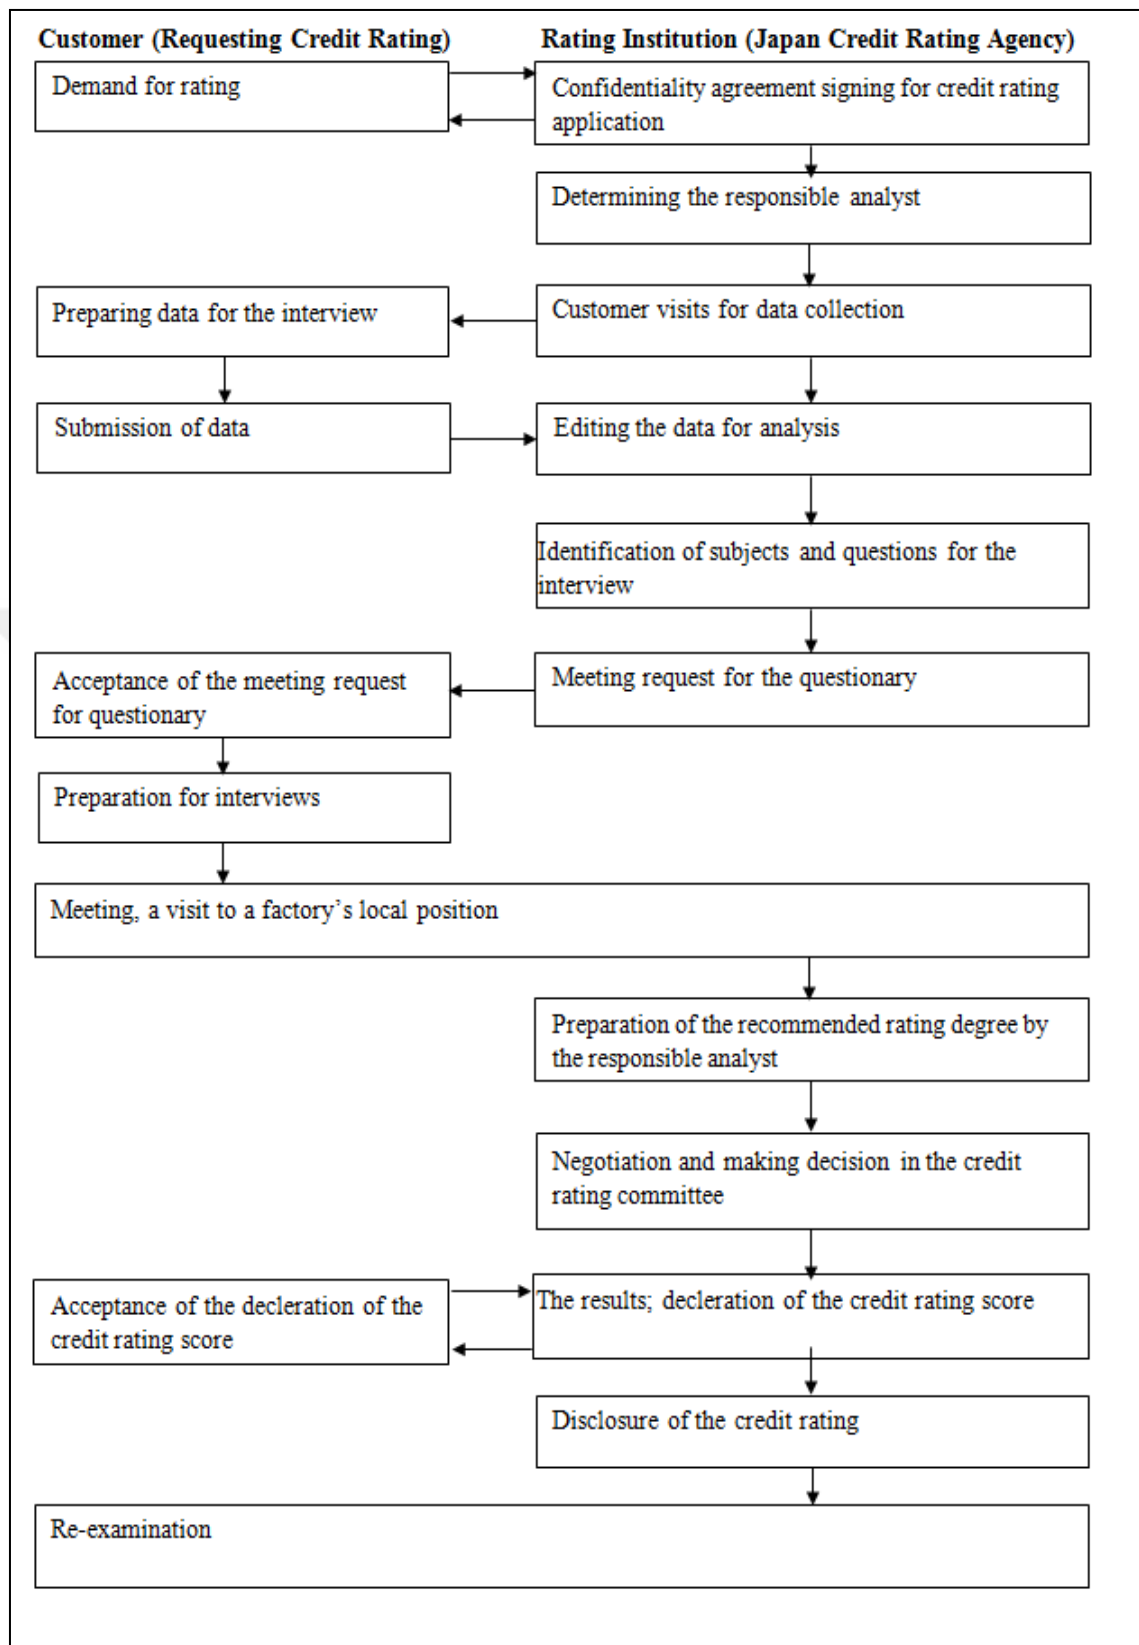 Customer (Requesting Credit Rating)
Rating Institution (Japan Credit Rating Agency)
Demand for rating
Confidentiality agreement signing for credit rating
application
Determining the responsible analyst
Preparing data for the interview
Customer visits for data collection
Submission of data
Editing the data for analysis
Identification of subjects and questions for the
interview
Acceptance of the meeting request
for questionary
Meeting request for the questionary
Preparation for interviews
Meeting, a visit to a factory’s local position
Preparation of the recommended rating degree by
the responsible analyst
Negotiation and making decision in the credit
rating committee
Acceptance of the decleration of the
credit rating score
The results; decleration of the credit rating score
Disclosure of the credit rating
Re-examination